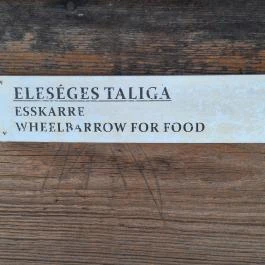 ELESÉGES TALIGA
ESSKARRE
WHEELBARROW FOR FOOD